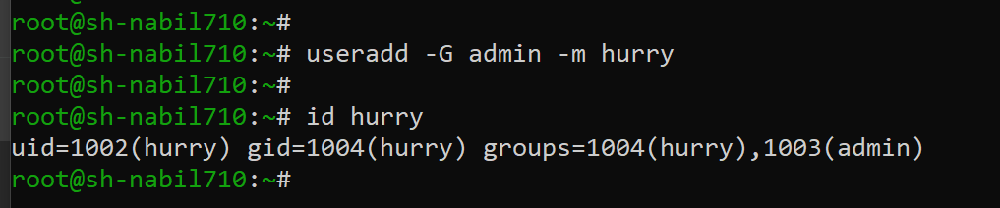 root@sh-nabil710:~#
root@sh-nabil710:~# useradd -G admin -m hurry
root@sh-nabil710:~#
root@sh-nabil710:~# id hurry
uid=1002(hurry) gid=1004(hurry) groups=1004(hurry),1003(admin)
root@sh-nabil710:~#